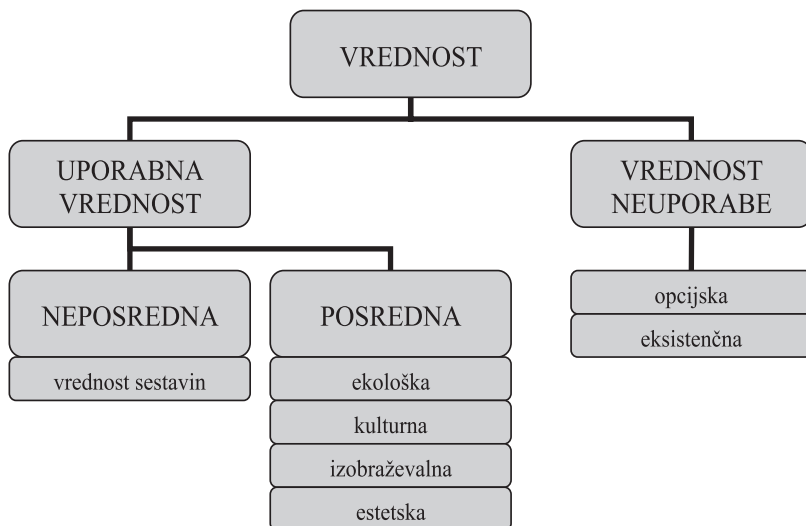 VREDNOST
UPORABNA
VREDNOST
VREDNOST
NEUPORABE
NEPOSREDNA
vrednost sestavin
POSREDNA
ekološka
kulturna
izobraževalna
estetska
opcijska
eksistenčna